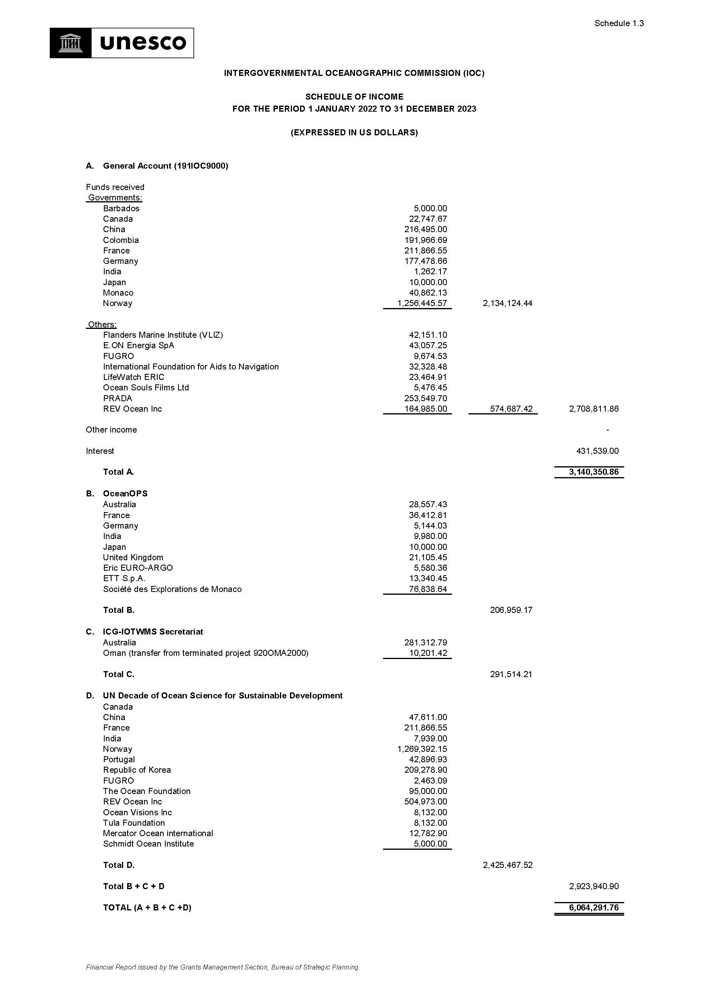 Schedule 1.3
UNESCO
unesco
INTERGOVERNMENTAL OCEANOGRAPHIC COMMISSION (IOC)
SCHEDULE OF INCOME
FOR THE PERIOD 1 JANUARY 2022 TO 31 DECEMBER 2023
(EXPRESSED IN US DOLLARS)
A. General Account (191IOC9000)
Funds received
Governments:
Barbados 5,000.00
Canada 22,747.67
China 216,495.00
Colombia 191,966.69
France 211,866.55
Germany 177,478.66
India 1,262.17
Japan 10,000.00
Monaco 40,862.13
Norway 1,256,445.57 2,134,124.44
Others:
Flanders Marine Institute (VLIZ) 42,151.10
E.ON Energia SpA 43,057.25
FUGRO 9,674.53
International Foundation for Aids to Navigation 32,328.48
LifeWatch ERIC 23,464.91
Ocean Souls Films Ltd 5,476.45
PRADA 253,549.70
REV Ocean Inc 164,985.00 574,687.42 2,708,811.86
Other income -
Interest 431,539.00
Total A. 3,140,350.86
B. OceanOPS
Australia 28,557.43
France 36,412.81
Germany 5,144.03
India 9,980.00
Japan 10,000.00
United Kingdom 21,105.45
Eric EURO-ARGO 5,580.36
ETT S.p.A. 13,340.45
Société des Explorations de Monaco 76,838.64
Total B. 206,959.17
C. ICG-IOTWMS Secretariat
Australia 281,312.79
Oman (transfer from terminated project 920OMA2000) 10,201.42
Total C. 291,514.21
D. UN Decade of Ocean Science for Sustainable Development
Canada
China 47,611.00
France 211,866.55
India 7,939.00
Norway 1,269,392.15
Portugal 42,896.93
Republic of Korea 209,278.90
FUGRO 2,463.09
The Ocean Foundation 95,000.00
REV Ocean Inc 504,973.00
Ocean Visions Inc 8,132.00
Tula Foundation 8,132.00
Mercator Ocean international 12,782.90
Schmidt Ocean Institute 5,000.00
Total D. 2,425,467.52
Total B + C + D 2,923,940.90
TOTAL (A + B + C +D) 6,064,291.76
Financial Report issued by the Grants Management Section, Bureau of Strategic Planning.